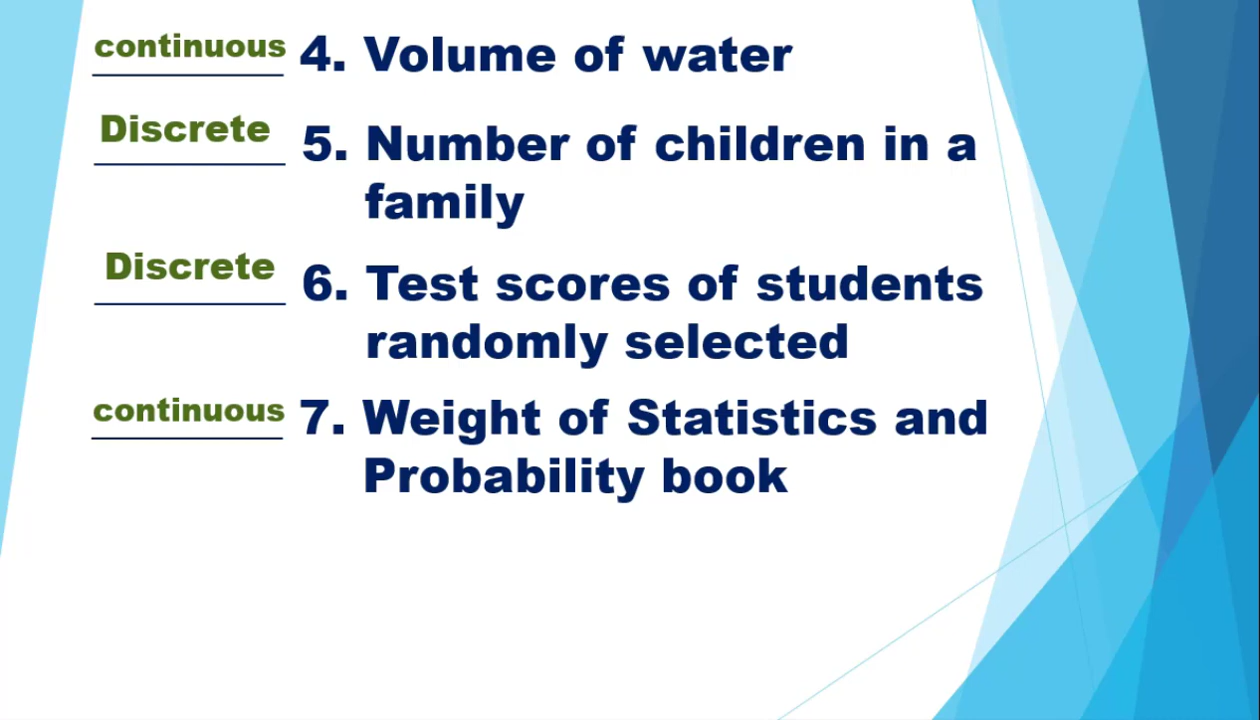 continuous 4. Volume of water
Discrete 5. Number of children in a
family
Discrete 6. Test scores of students
randomly selected
continuous 7. Weight of Statistics and
Probability book